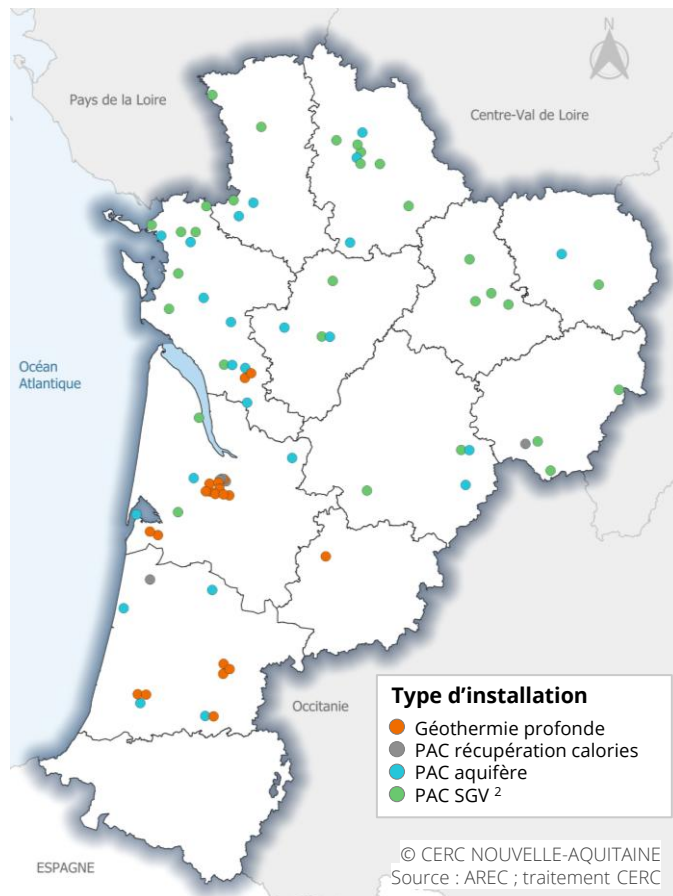 N
Pays de la Loire
Centre-Val de Loire
Océan
Atlantique
Occitanie
ESPAGNE
Type d'installation
Géothermie profonde
PAC récupération calories
PAC aquifère
PAC SGV ²
© CERC NOUVELLE-AQUITAINE
Source : AREC ; traitement CERC